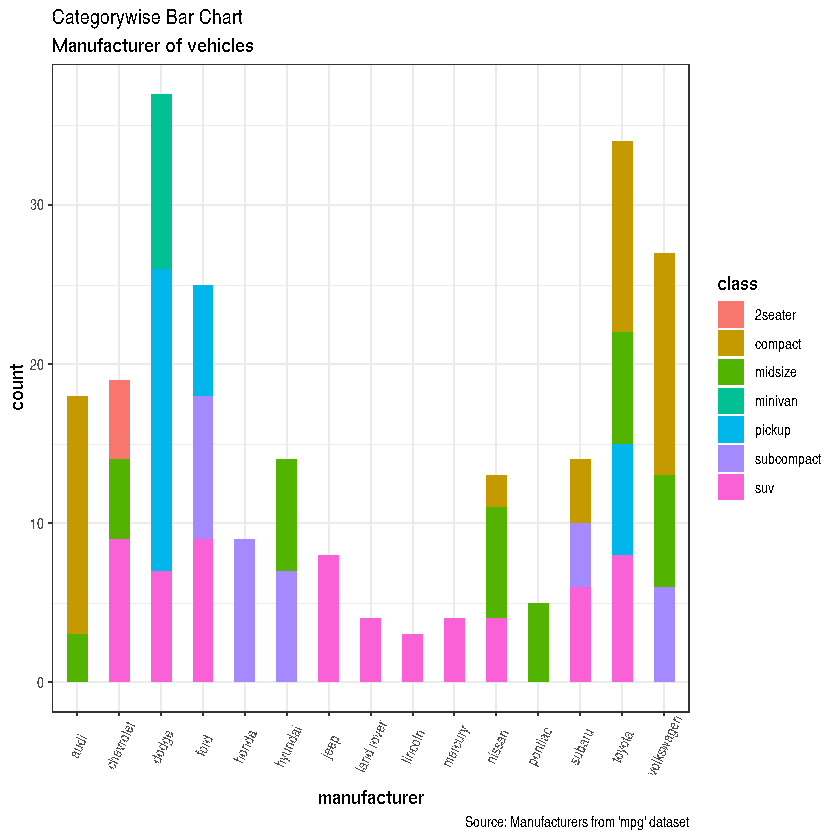 Categorywise Bar Chart
Manufacturer of vehicles
30
20
10
0
count
audi
chevrolet
dodge
ford
honda
hyundai
jeep
land rover
lincoln
mercury
nissan
pontiac
subaru
toyota
volkswagen
manufacturer
class
2seater
compact
midsize
minivan
pickup
subcompact
suv
Source: Manufacturers from 'mpg' dataset